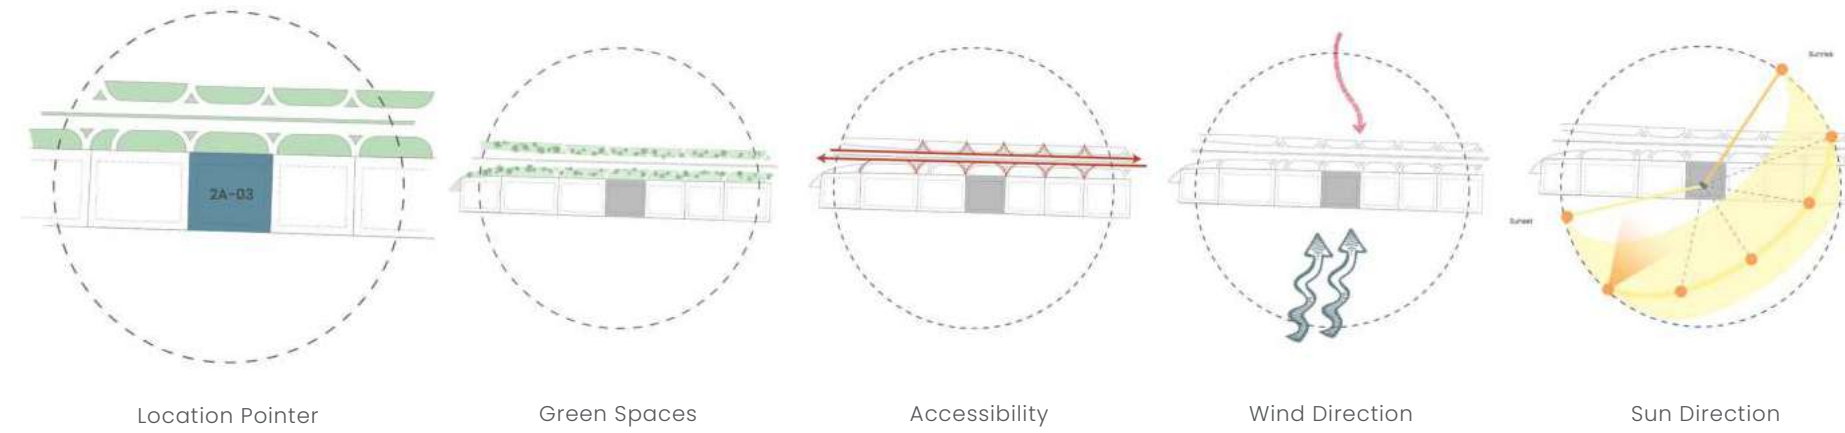 Sunrise
2A-03
Sunset
Location Pointer
Green Spaces
Accessibility
Wind Direction
Sun Direction